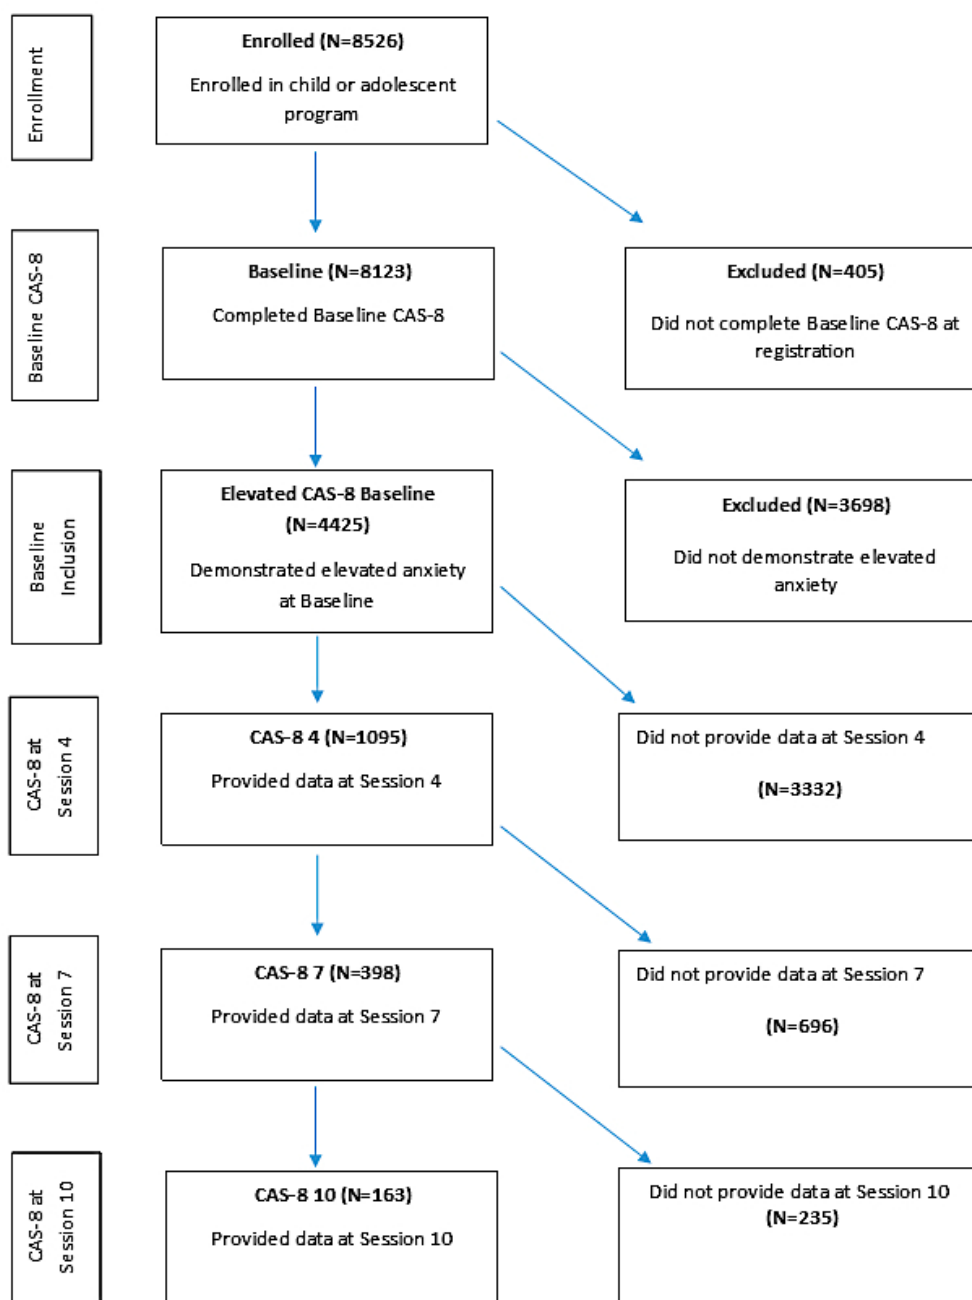 Enrollment
Enrolled (N=8526)
Enrolled in child or adolescent
program
Baseline CAS-8
Baseline (N=8123)
Completed Baseline CAS-8
Excluded (N=405)
Did not complete Baseline CAS-8 at
registration
Baseline
Inclusion
Elevated CAS-8 Baseline
(N=4425)
Demonstrated elevated anxiety
at Baseline
Excluded (N=3698)
Did not demonstrate elevated
anxiety
CAS-8 at
Session 4
CAS-8 4 (N=1095)
Provided data at Session 4
Did not provide data at Session 4
(N=3332)
CAS-8 at
Session 7
CAS-8 7 (N=398)
Provided data at Session 7
Did not provide data at Session 7
(N=696)
CAS-8 at
Session 10
CAS-8 10 (N=163)
Provided data at Session 10
Did not provide data at Session 10
(N=235)